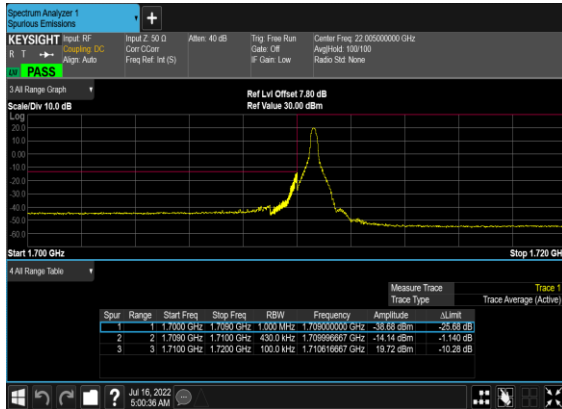 Spectrum Analyzer 1
Spurious Emissions
+
KEYSIGHT Input: RF Input Z: 50 Ω Atten: 40 dB Trig: Free Run Center Freq: 22.005000000 GHz
R T Coupling: DC Corr CCorr Gate: Off Avg|Hold: 100/100
Align: Auto Freq Ref: Int (S) IF Gain: Low Radio Std: None
PASS
3 All Range Graph
Ref Lvl Offset 7.80 dB
Scale/Div 10.0 dB Ref Value 30.00 dBm
Log
20.0
10.0
0.00
-10.0
-20.0
-30.0
-40.0
-50.0
-60.0
Start 1.700 GHz Stop 1.720 GH
4 All Range Table
Measure Trace Trace 1
Trace Type Trace Average (Active)
Spur Range Start Freq Stop Freq RBW Frequency Amplitude ΔLimit
1 1 1.7000 GHz 1.7090 GHz 1.000 MHz 1.709000000 GHz -38.68 dBm -25.68 dB
2 2 1.7090 GHz 1.7100 GHz 430.0 kHz 1.709996667 GHz -14.14 dBm -1.140 dB
3 3 1.7100 GHz 1.7200 GHz 100.0 kHz 1.710616667 GHz 19.72 dBm -10.28 dB
? Jul 16, 2022
5:00:36 AM